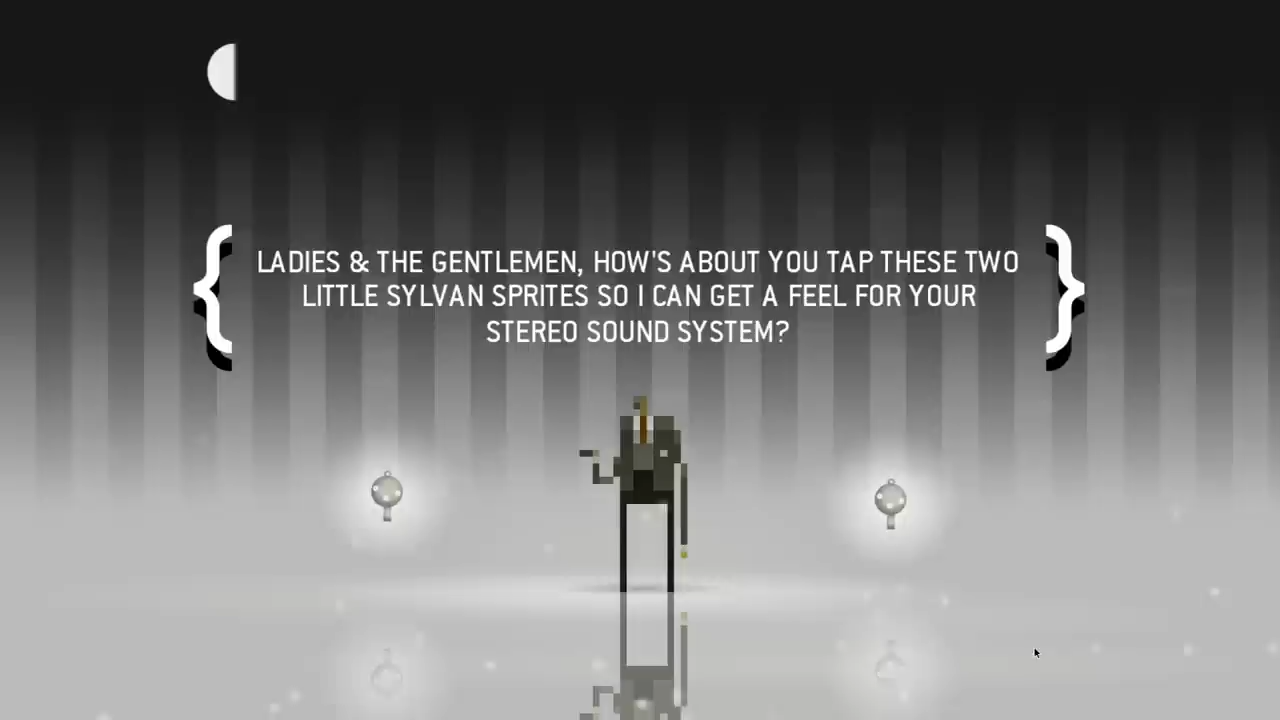 LADIES & THE GENTLEMEN, HOW'S ABOUT YOU TAP THESE TWO
LITTLE SYLVAN SPRITES SO I CAN GET A FEEL FOR YOUR
STEREO SOUND SYSTEM?